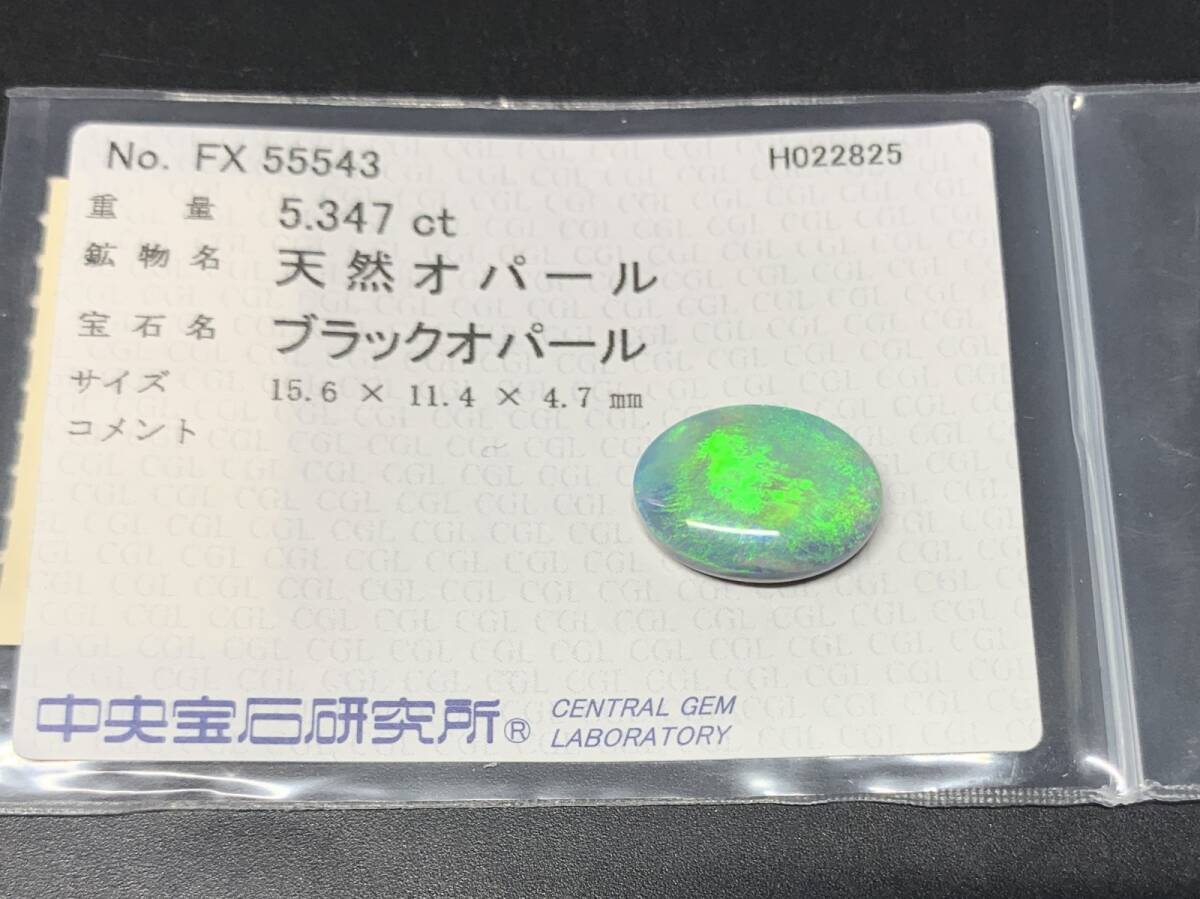 No. FX 55543 H022825
重量 5.347 ct
鉱物名 天然オパール
宝石名 ブラックオパール
サイズ 15.6 × 11.4 × 4.7 mm
コメント
中央宝石研究所® CENTRAL GEM
LABORATORY